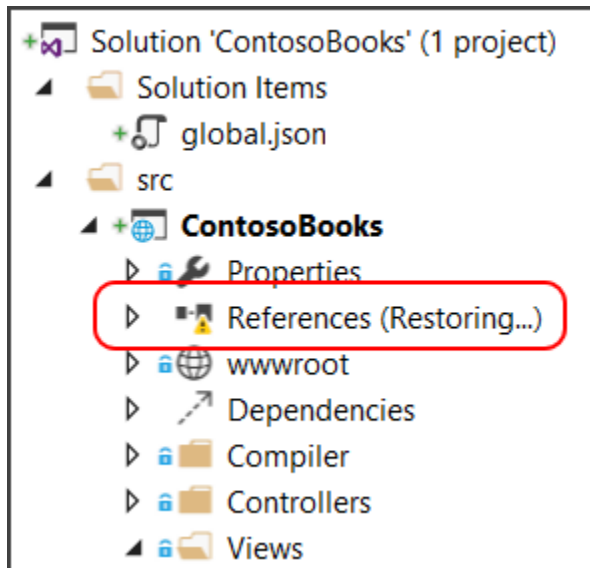 Solution 'ContosoBooks' (1 project)
Solution Items
global.json
src
ContosoBooks
Properties
References (Restoring...)
wwwroot
Dependencies
Compiler
Controllers
Views